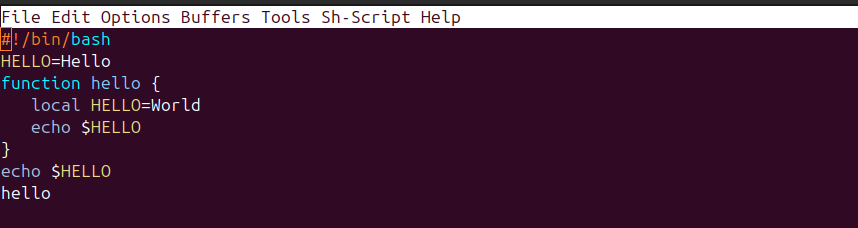 File Edit Options Buffers Tools Sh-Script Help
#!/bin/bash
HELLO=Hello
function hello {
   local HELLO=World
   echo $HELLO
}
echo $HELLO
hello